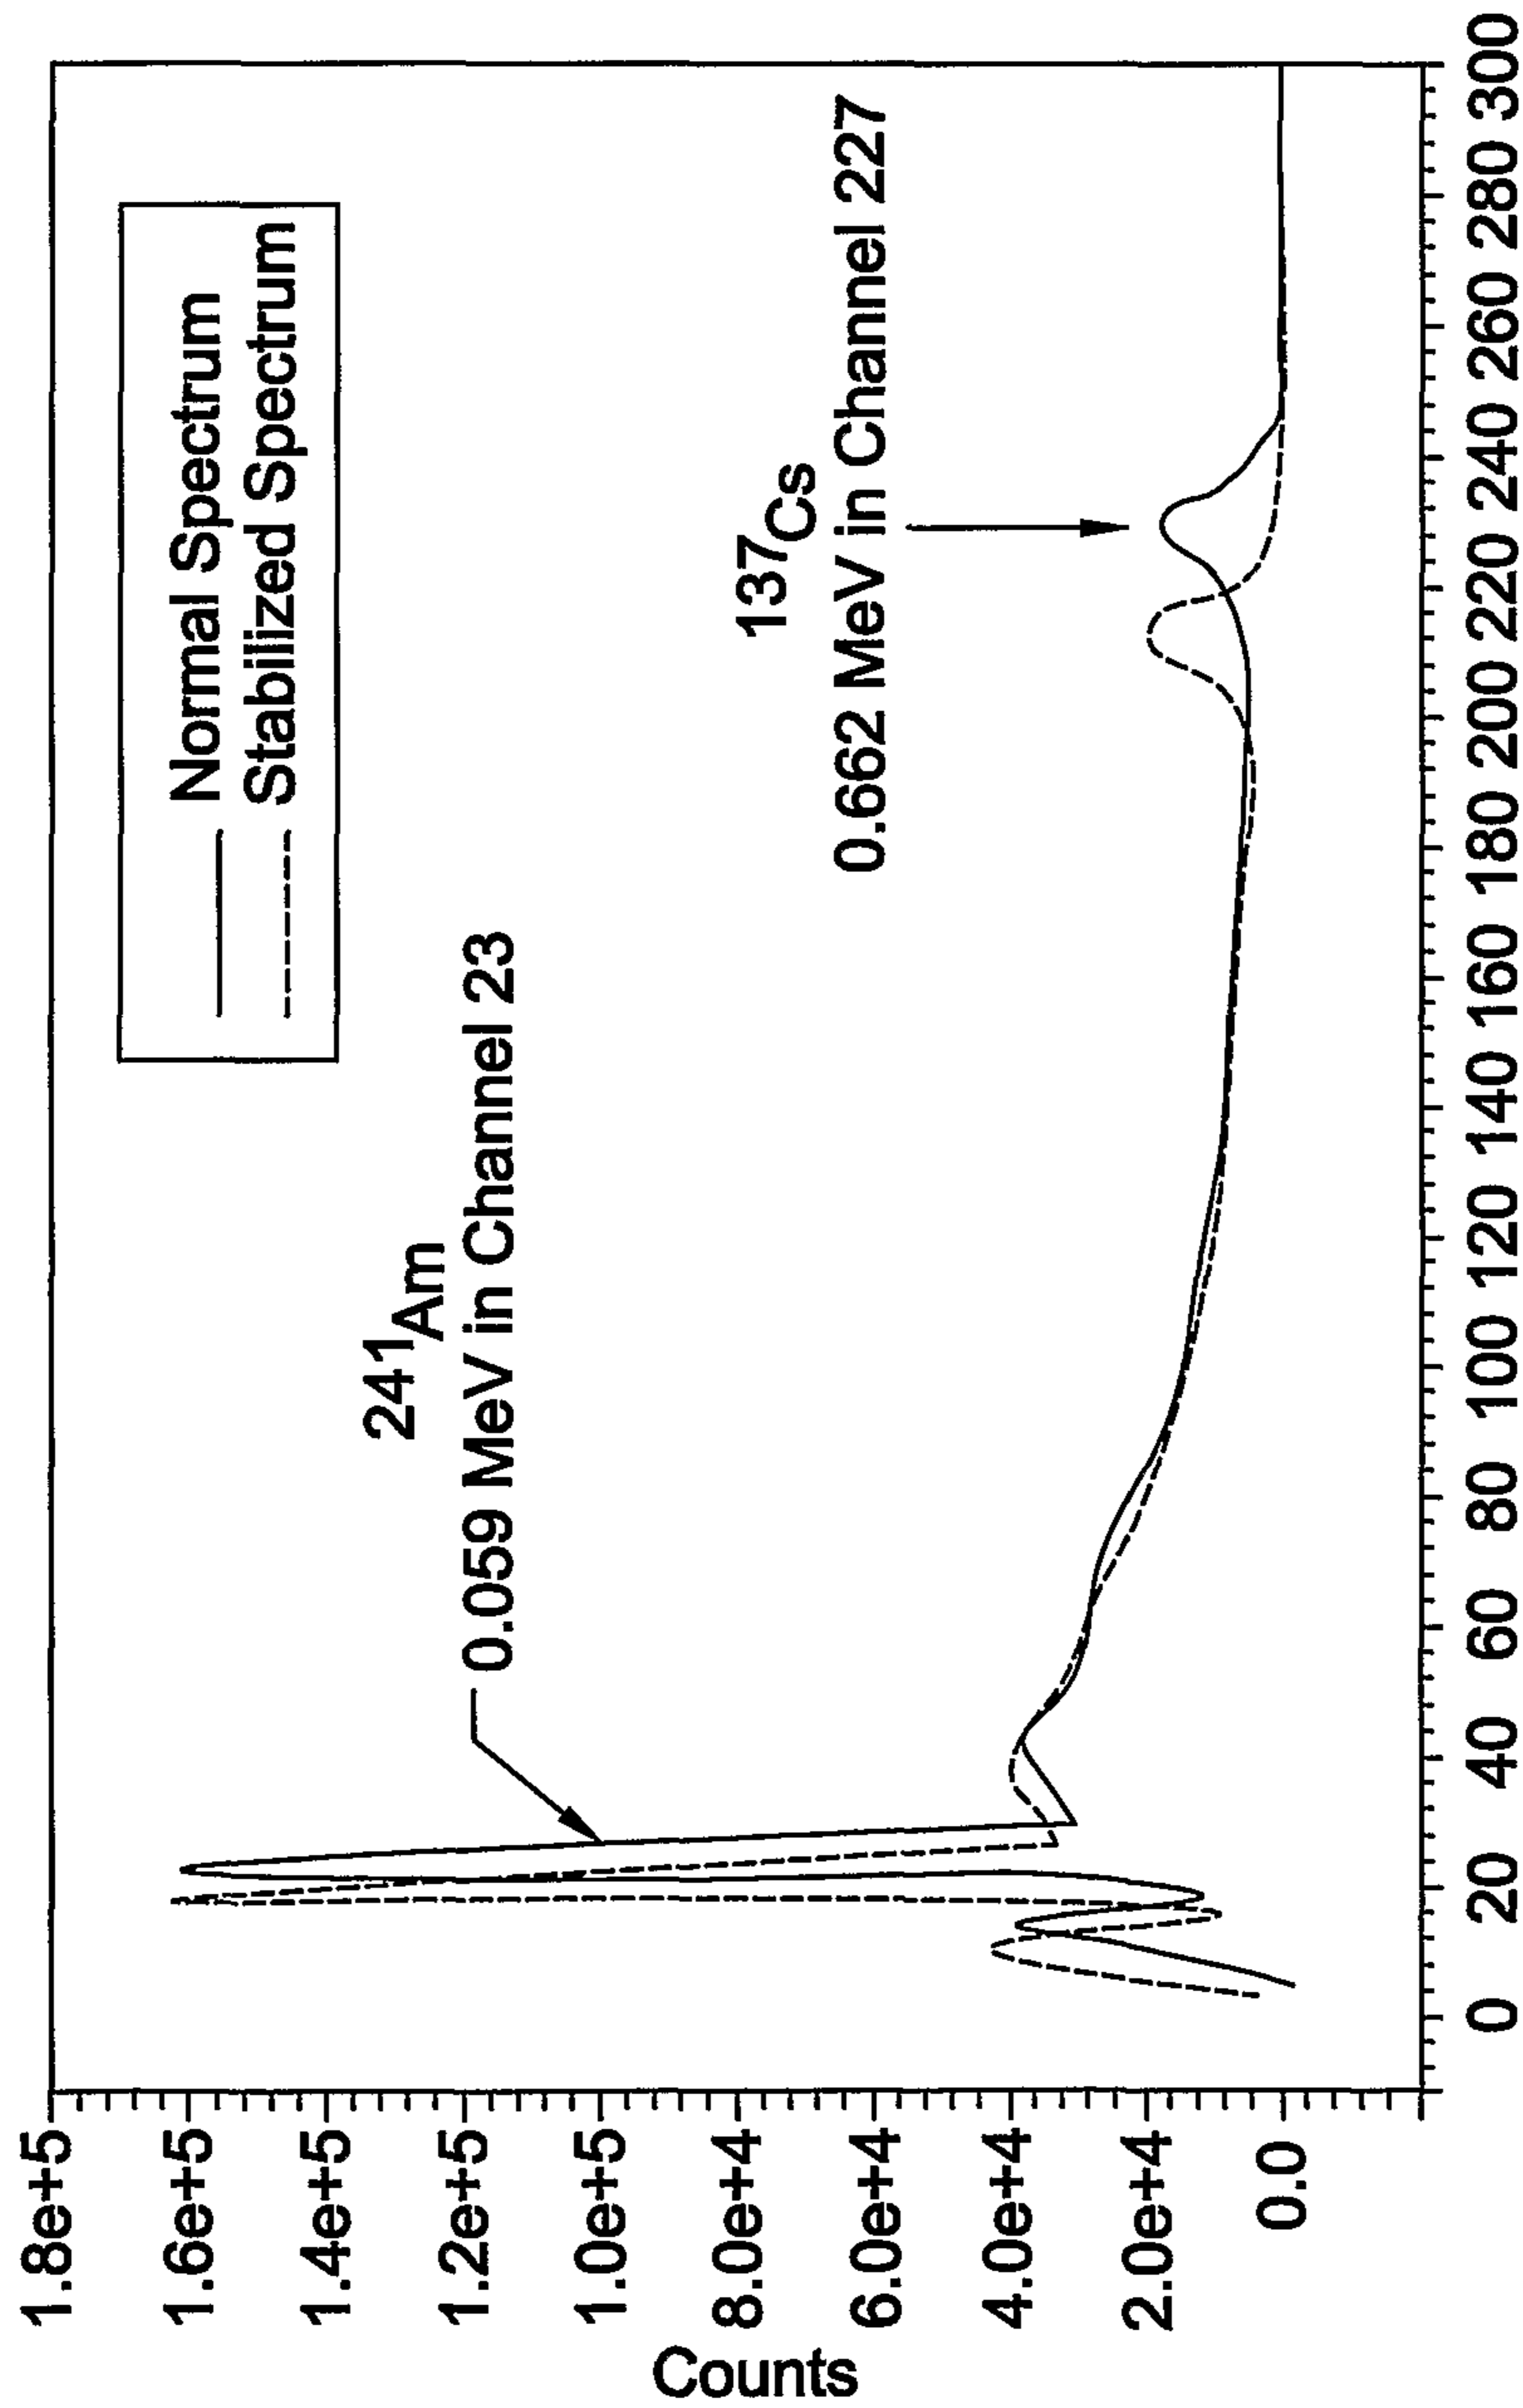 Normal Spectrum
Stabilized Spectrum
241Am
0.059 MeV in Channel 23
137Cs
0.662 MeV in Channel 227
Counts
1.8e+5
1.6e+5
1.4e+5
1.2e+5
1.0e+5
8.0e+4
6.0e+4
4.0e+4
2.0e+4
0.0
0 20 40 60 80 100 120 140 160 180 200 220 240 260 280 300